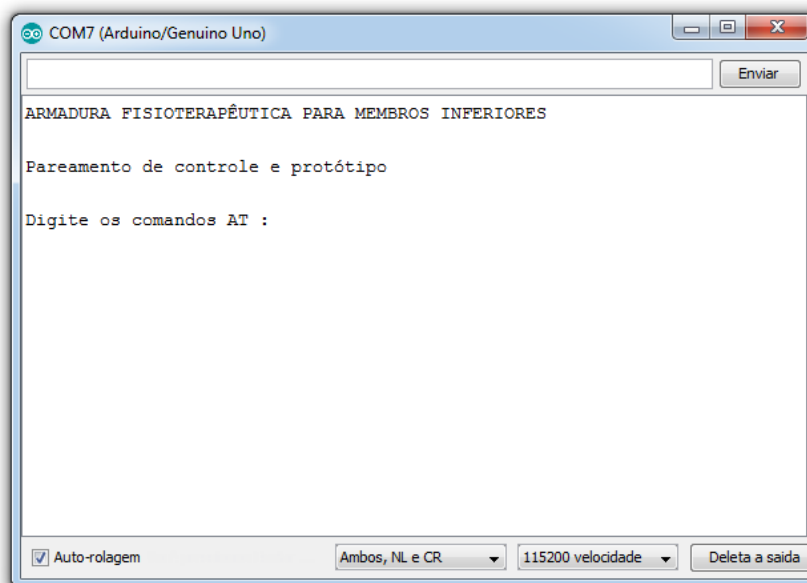 COM7 (Arduino/Genuino Uno)
Enviar
ARMADURA FISIOTERAPÊUTICA PARA MEMBROS INFERIORES
Pareamento de controle e protótipo
Digite os comandos AT :
Auto-rolagem
Ambos, NL e CR
115200 velocidade
Deleta a saida